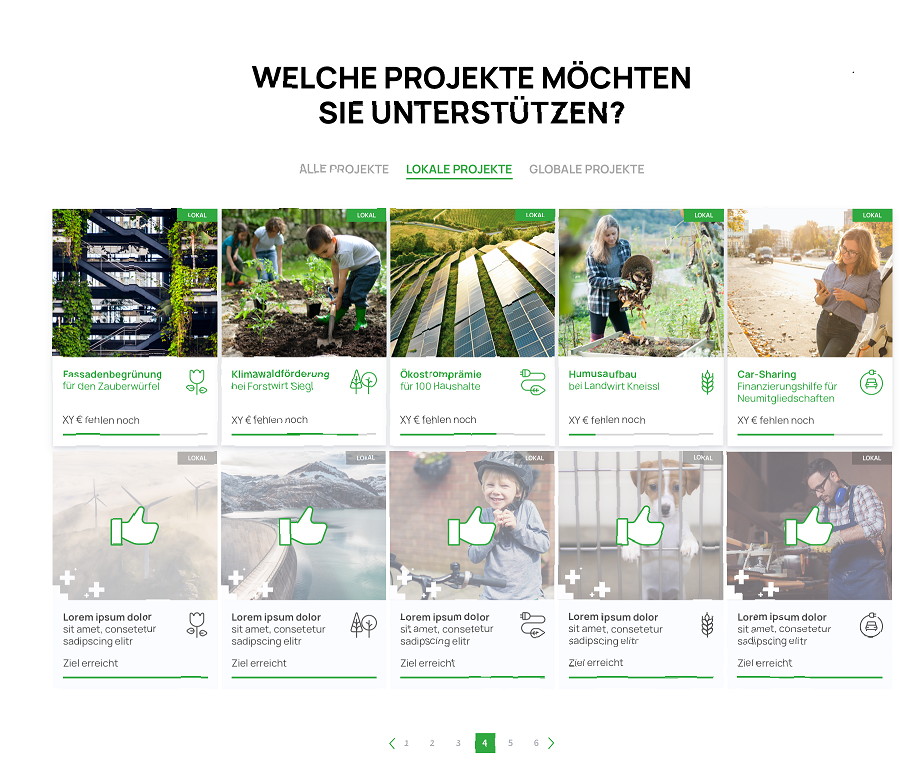 WELCHE PROJEKTE MÖCHTEN
SIE UNTERSTÜTZEN?
ALLE PROJEKTE LOKALE PROJEKTE GLOBALE PROJEKTE
LOKAL
Fassadenbegrünung
für den Zauberwürfel
XY € fehlen noch
LOKAL
Klimawaldförderung
bei Forstwirt Siegl
XY € fehlen noch
LOKAL
Ökostromprämie
für 100 Haushalte
XY € fehlen noch
LOKAL
Humusaufbau
bei Landwirt Kneissl
XY € fehlen noch
LOKAL
Car-Sharing
Finanzierungshilfe für
Neumitgliedschaften
XY € fehlen noch
LOKAL
Lorem ipsum dolor
sit amet, consetetur
sadipscing elitr
Ziel erreicht
LOKAL
Lorem ipsum dolor
sit amet, consetetur
sadipscing elitr
Ziel erreicht
LOKAL
Lorem ipsum dolor
sit amet, consetetur
sadipscing elitr
Ziel erreicht
LOKAL
Lorem ipsum dolor
sit amet, consetetur
sadipscing elitr
Ziel erreicht
LOKAL
Lorem ipsum dolor
sit amet, consetetur
sadipscing elitr
Ziel erreicht
1 2 3 4 5 6